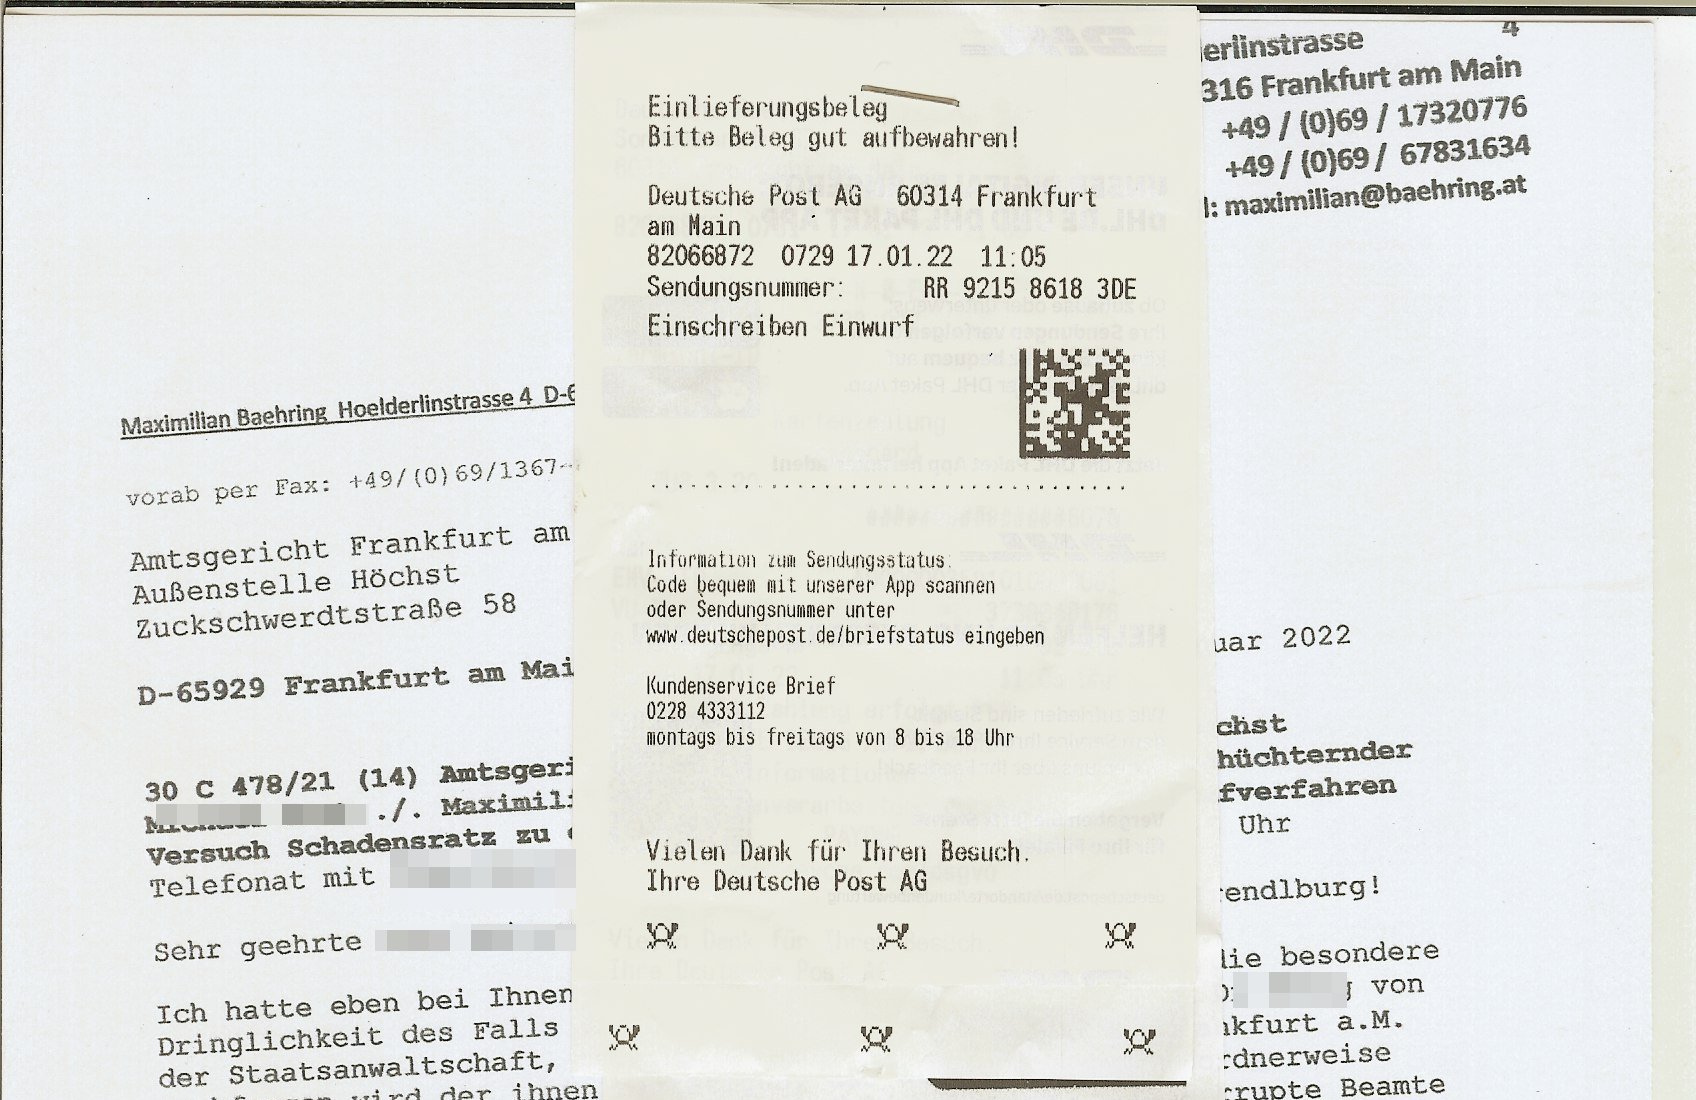 erlinstrasse 4
316 Frankfurt am Main
+49 / (0)69 / 17320776
+49 / (0)69 / 67831634
l: maximilian@baehring.at
Einlieferungsbeleg
Bitte Beleg gut aufbewahren!
Deutsche Post AG 60314 Frankfurt
am Main
82066872 0729 17.01.22 11:05
Sendungsnummer: RR 9215 8618 3DE
Einschreiben Einwurf
Information zum Sendungsstatus:
Code bequem mit unserer App scannen
oder Sendungsnummer unter
www.deutschepost.de/briefstatus eingeben
Kundenservice Brief
0228 4333112
montags bis freitags von 8 bis 18 Uhr
Vielen Dank für Ihren Besuch.
Ihre Deutsche Post AG
Maximilian Baehring Hoelderlinstrasse 4 D-6
vorab per Fax: +49/(0)69/1367-
Amtsgericht Frankfurt am
Außenstelle Höchst
Zuckschwerdtstraße 58
D-65929 Frankfurt am Mai
uar 2022
30 C 478/21 (14) Amtsgeri
chst
./. Maximili
hüchternder
Versuch Schadensratz zu
fverfahren
Telefonat mit
Uhr
Sehr geehrte
endlburg!
Ich hatte eben bei Ihnen
die besondere
Dringlichkeit des Falls
von
der Staatsanwaltschaft,
nkfurt a.M.
wird der ihnen
rdnerweise
rrupte Beamte